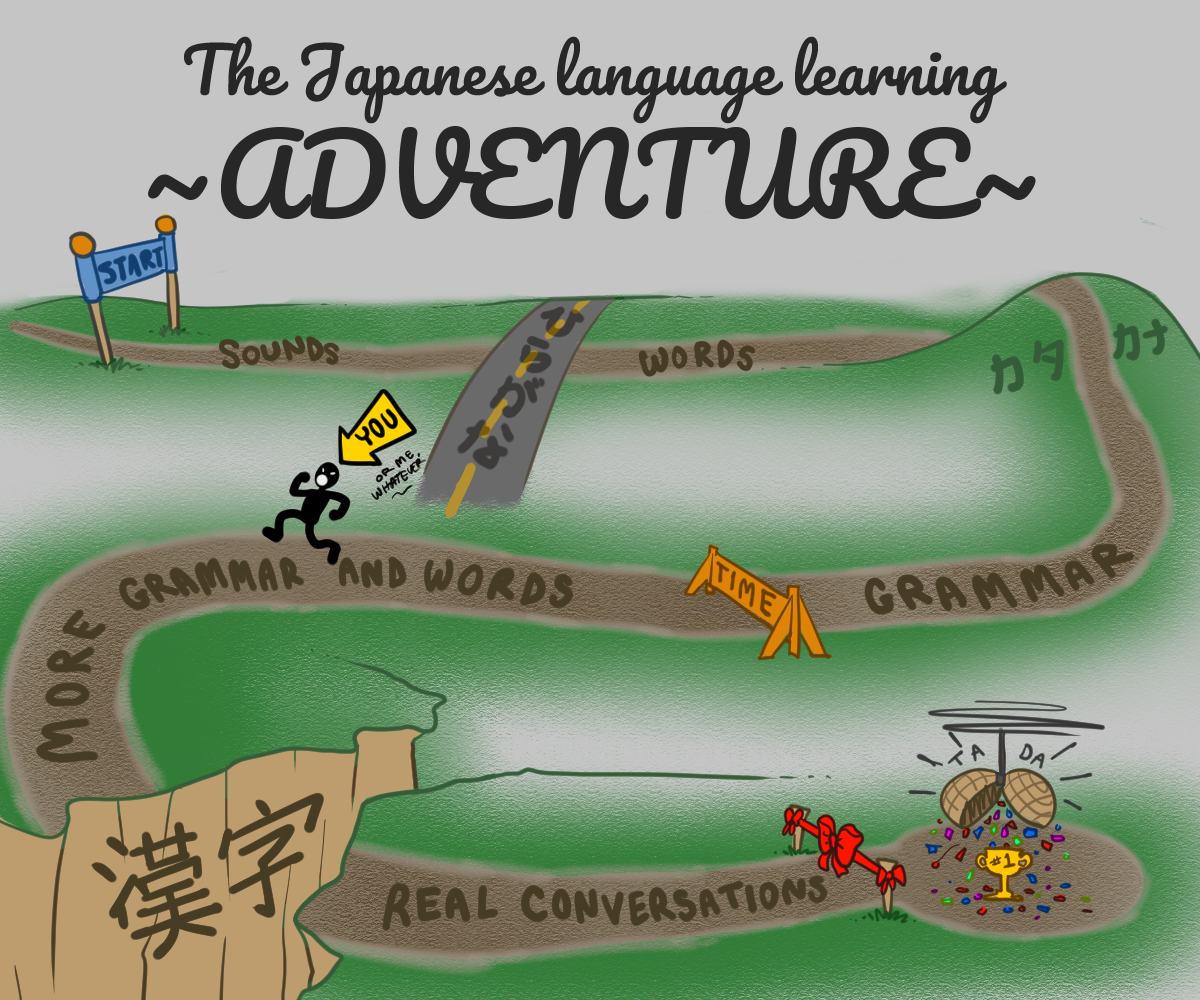 The Japanese language learning
~ADVENTURE~
START
SOUNDS
ひらがな
WORDS
カタカナ
YOU
OR ME,
WHATEVER
GRAMMAR
TIME
MORE GRAMMAR AND WORDS
漢字
REAL CONVERSATIONS
TA DA
#1